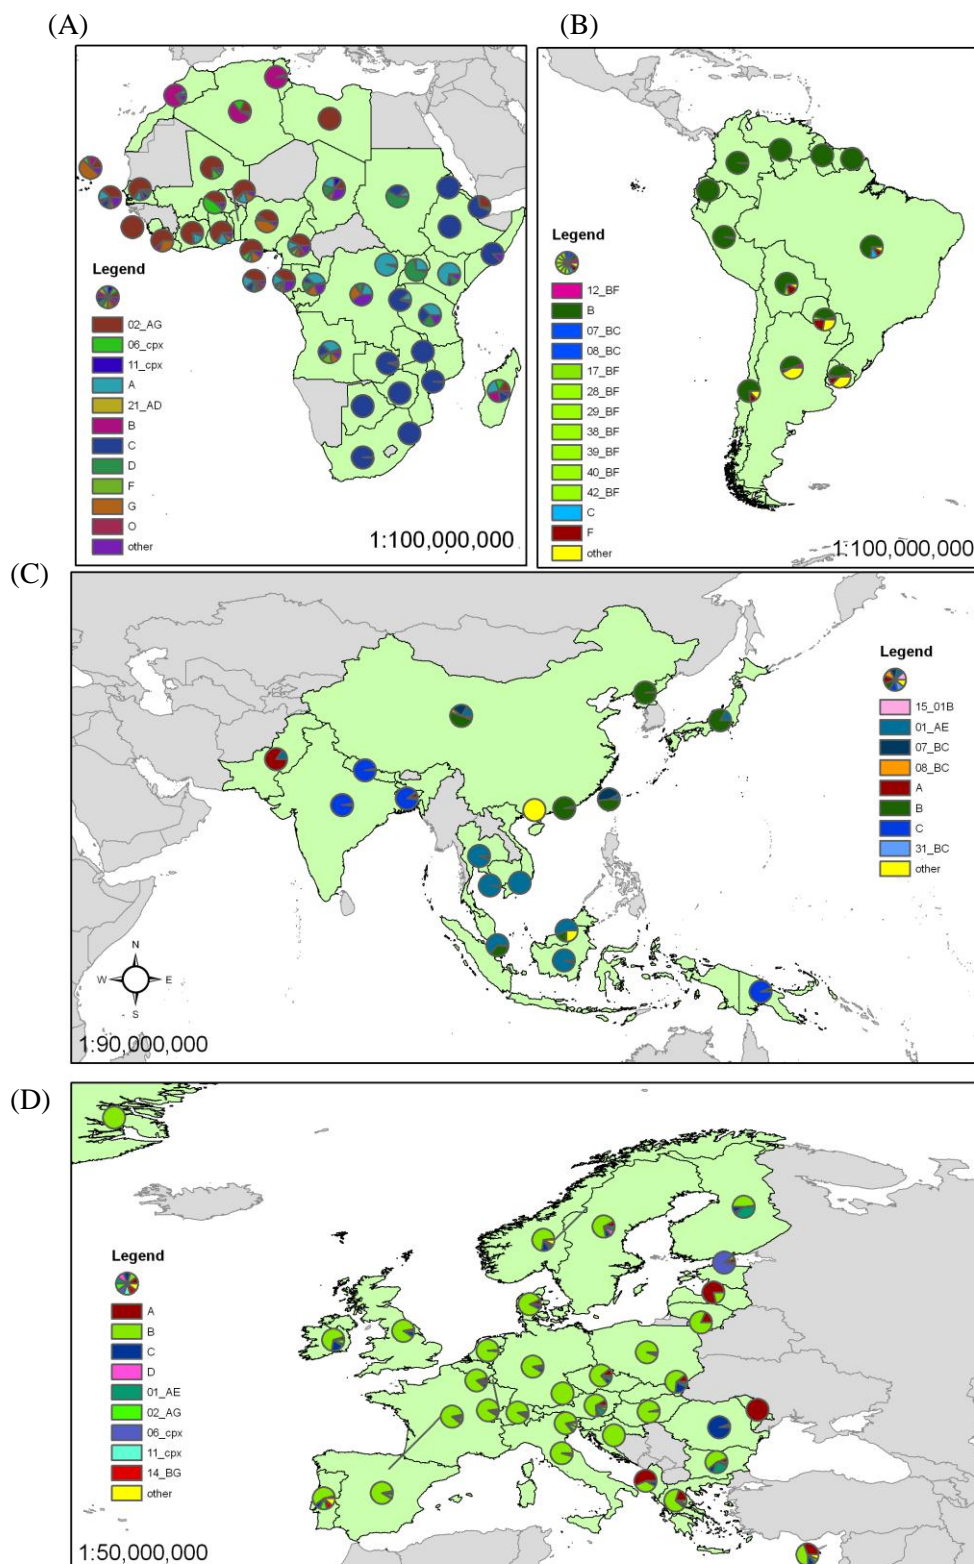 (A)
Legend
02_AG
06_cpx
11_cpx
A
21_AD
B
C
D
F
G
O
other
1:100,000,000
(B)
Legend
12_BF
B
07_BC
08_BC
17_BF
28_BF
29_BF
38_BF
39_BF
40_BF
42_BF
C
F
other
1:100,000,000
(C)
Legend
15_01B
01_AE
07_BC
08_BC
A
B
C
31_BC
other
N
W E
S
1:90,000,000
(D)
Legend
A
B
C
D
01_AE
02_AG
06_cpx
11_cpx
14_BG
other
1:50,000,000